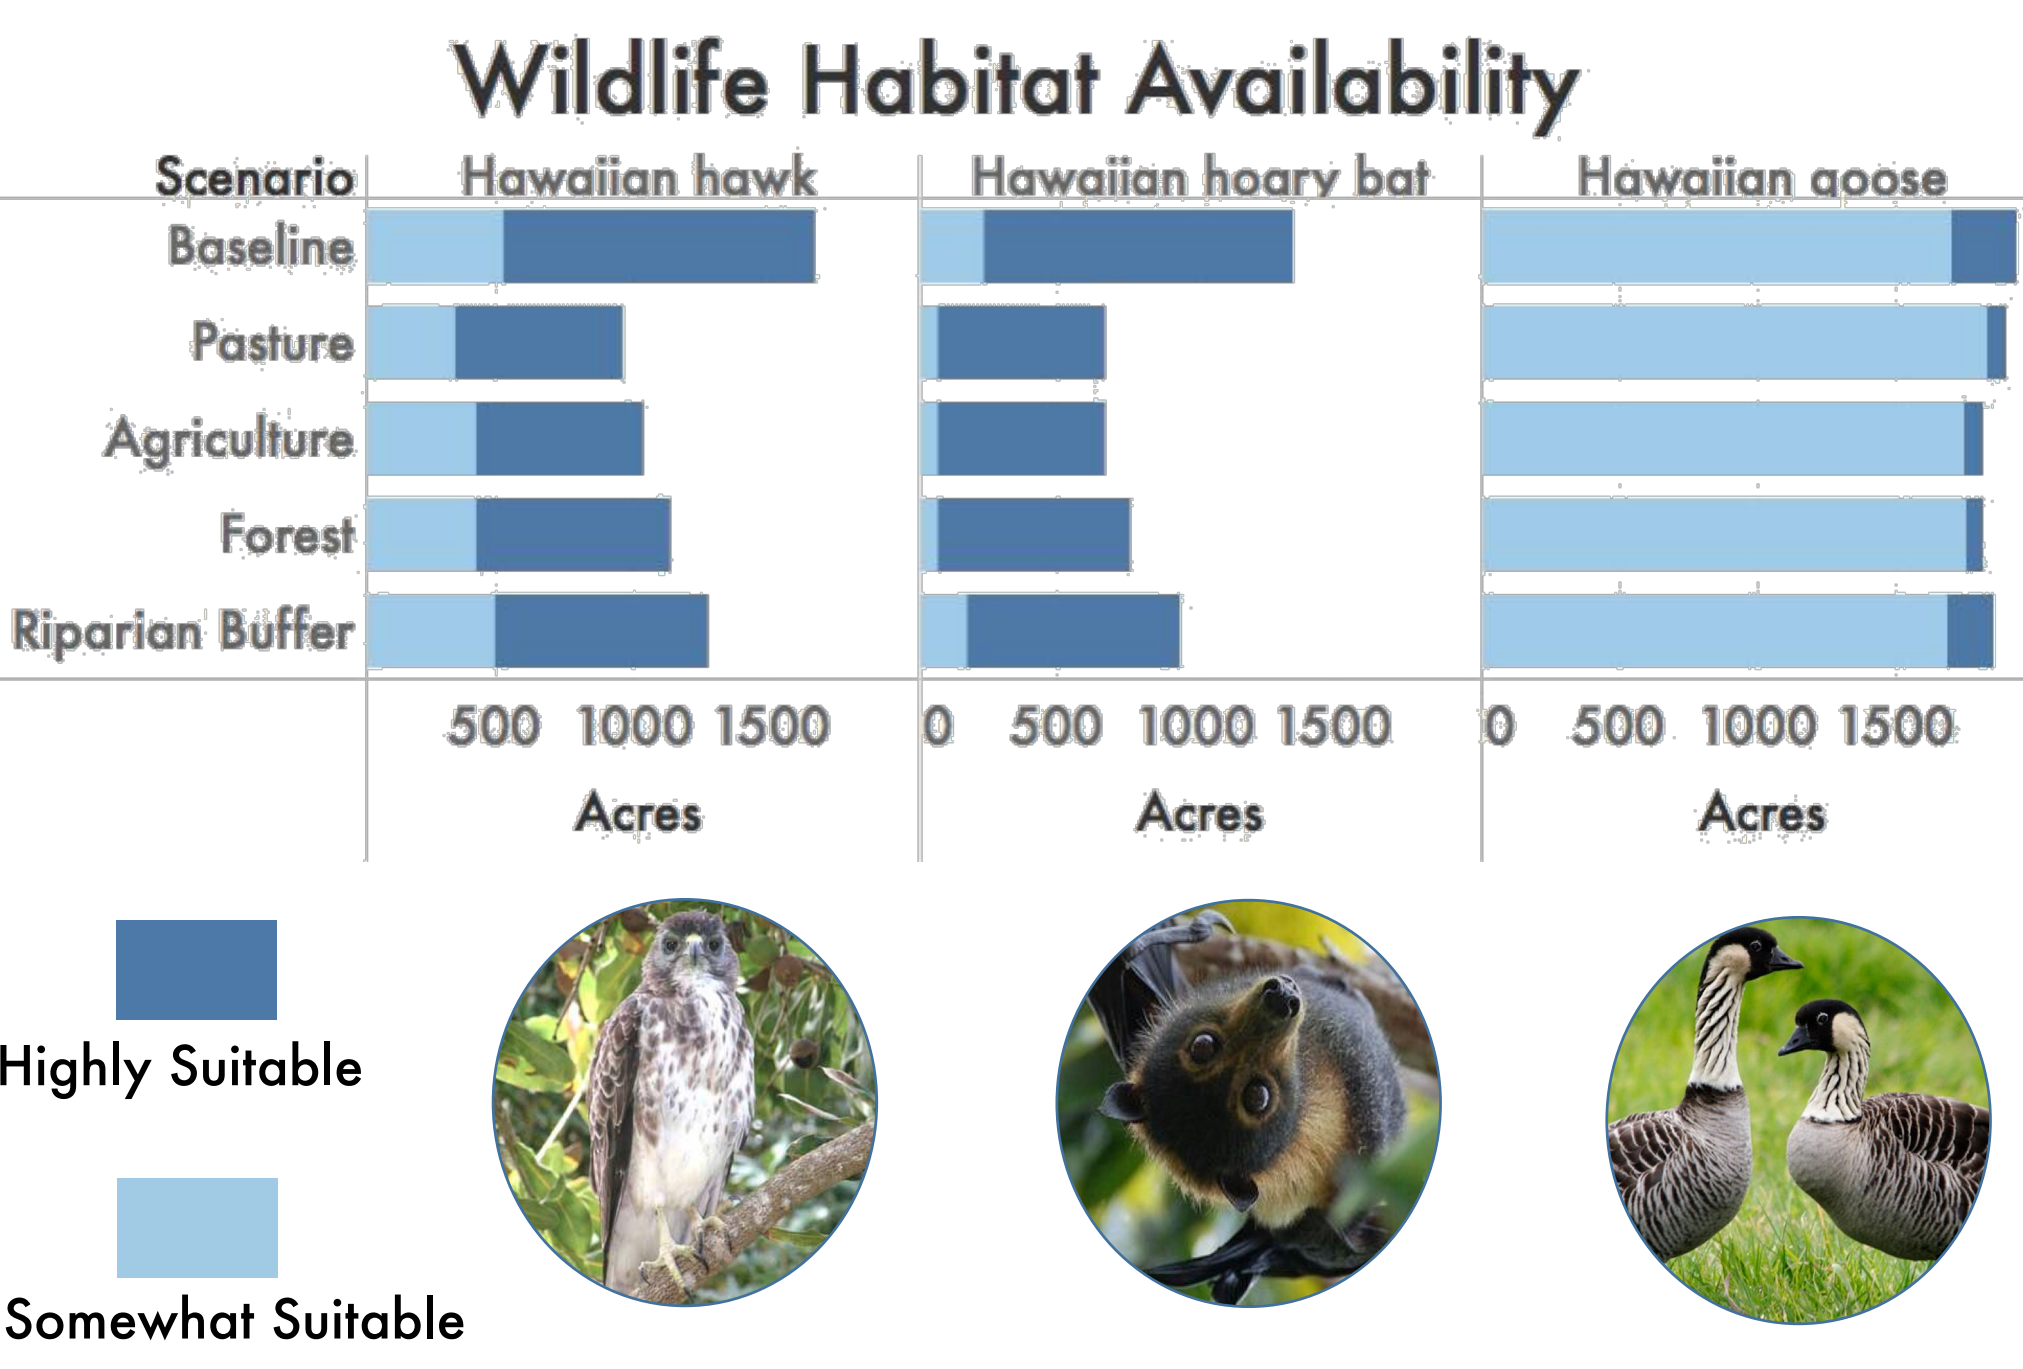 Wildlife Habitat Availability
Scenario Hawaiian hawk Hawaiian hoary bat Hawaiian goose
Baseline
Pasture
Agriculture
Forest
Riparian Buffer
500 1000 1500 0 500 1000 1500 0 500 1000 1500
Acres Acres Acres
Highly Suitable
Somewhat Suitable